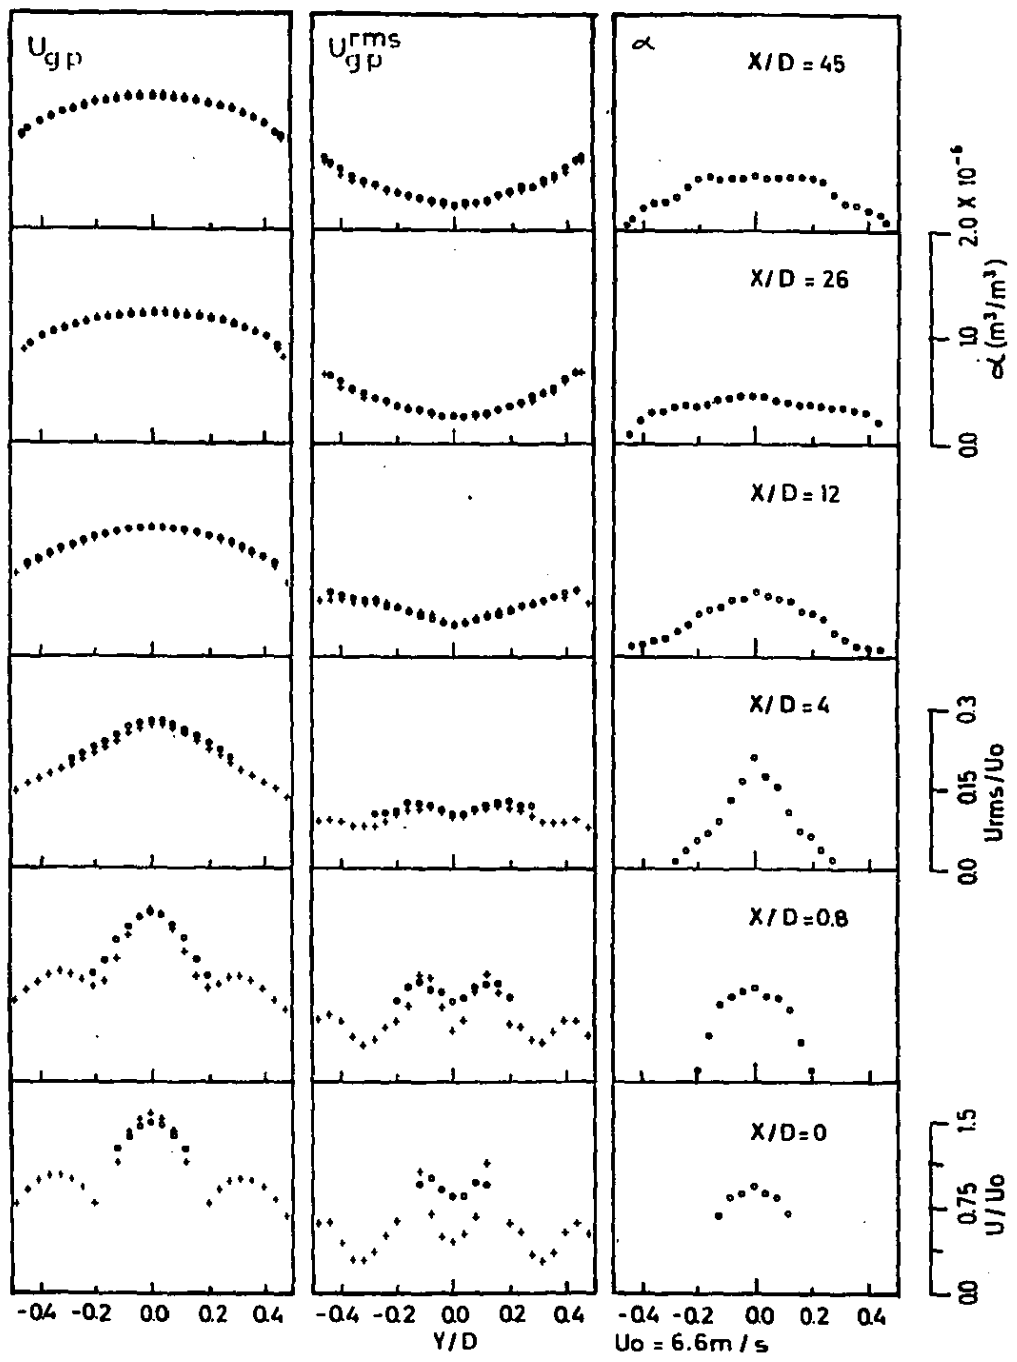 U gp
U gp rms
α
X/D = 45
X/D = 26
X/D = 12
X/D = 4
X/D = 0.8
X/D = 0
2.0 X 10⁻⁶
1.0
0.0
α (m³/m³)
0.3
0.15
0.0
Urms/Uo
1.5
0.75
0.0
U/Uo
-0.4 -0.2 0.0 0.2 0.4
-0.4 -0.2 0.0 0.2 0.4
-0.4 -0.2 0.0 0.2 0.4
Y/D
Uo = 6.6m/s